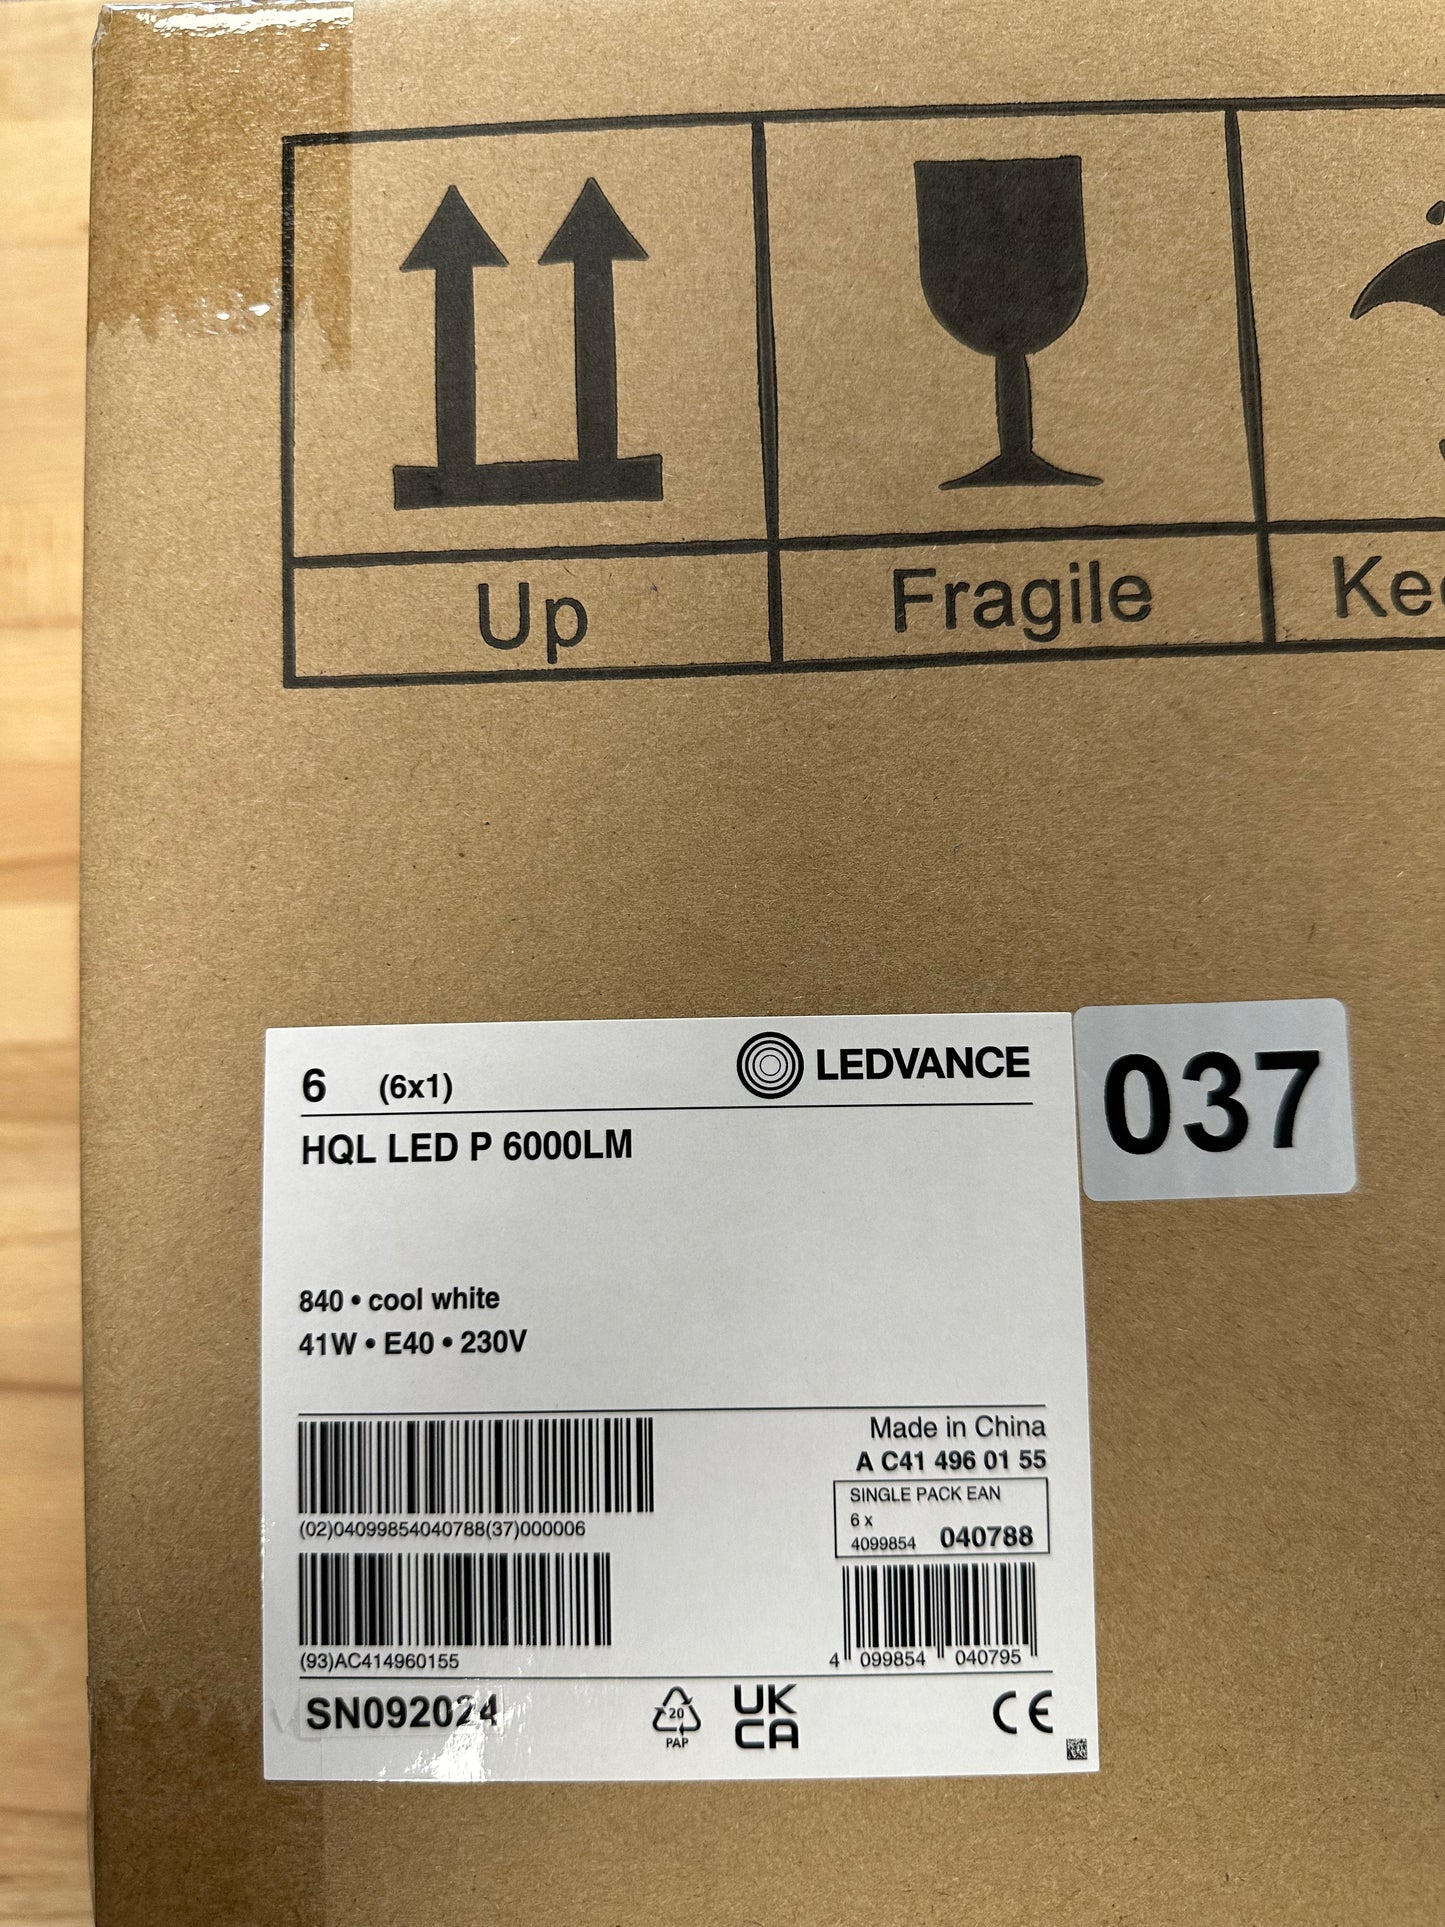 Up Fragile
6 (6x1) LEDVANCE
037
HQL LED P 6000LM
840 • cool white
41W • E40 • 230V
Made in China
A C41 496 01 55
SINGLE PACK EAN
6 x
4099854 040788
(02)04099854040788(37)000006
(93)AC414960155
4 099854 040795
SN092024
20
PAP
UK
CA
CE